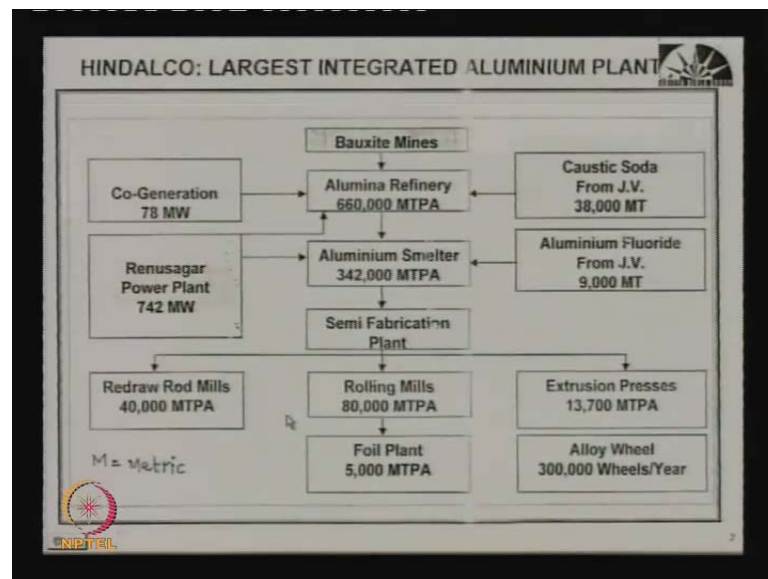 HINDALCO: LARGEST INTEGRATED ALUMINIUM PLANT
Bauxite Mines
Co-Generation
78 MW
Alumina Refinery
660,000 MTPA
Caustic Soda
From J.V.
38,000 MT
Renusagar
Power Plant
742 MW
Aluminium Smelter
342,000 MTPA
Aluminium Fluoride
From J.V.
9,000 MT
Semi Fabrication
Plant
Redraw Rod Mills
40,000 MTPA
Rolling Mills
80,000 MTPA
Extrusion Presses
13,700 MTPA
Foil Plant
5,000 MTPA
Alloy Wheel
300,000 Wheels/Year
M = Metric
NPTEL